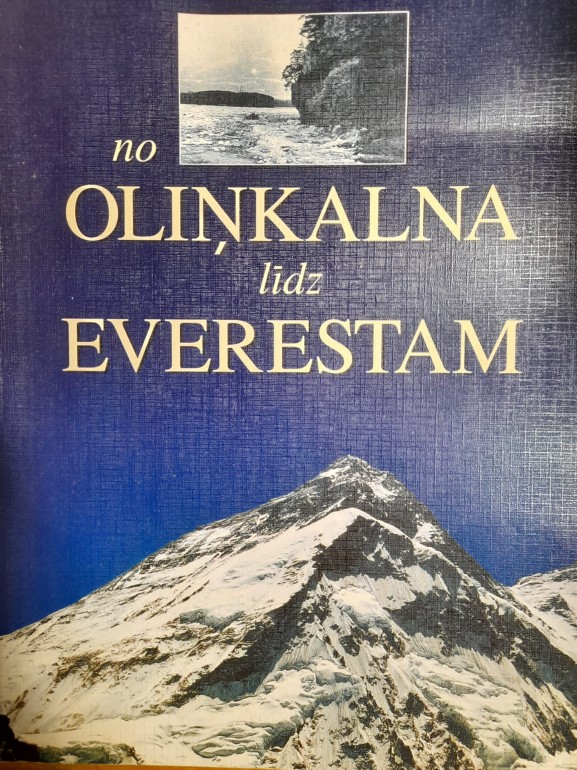 no
OLIŅKALNA
līdz
EVERESTAM